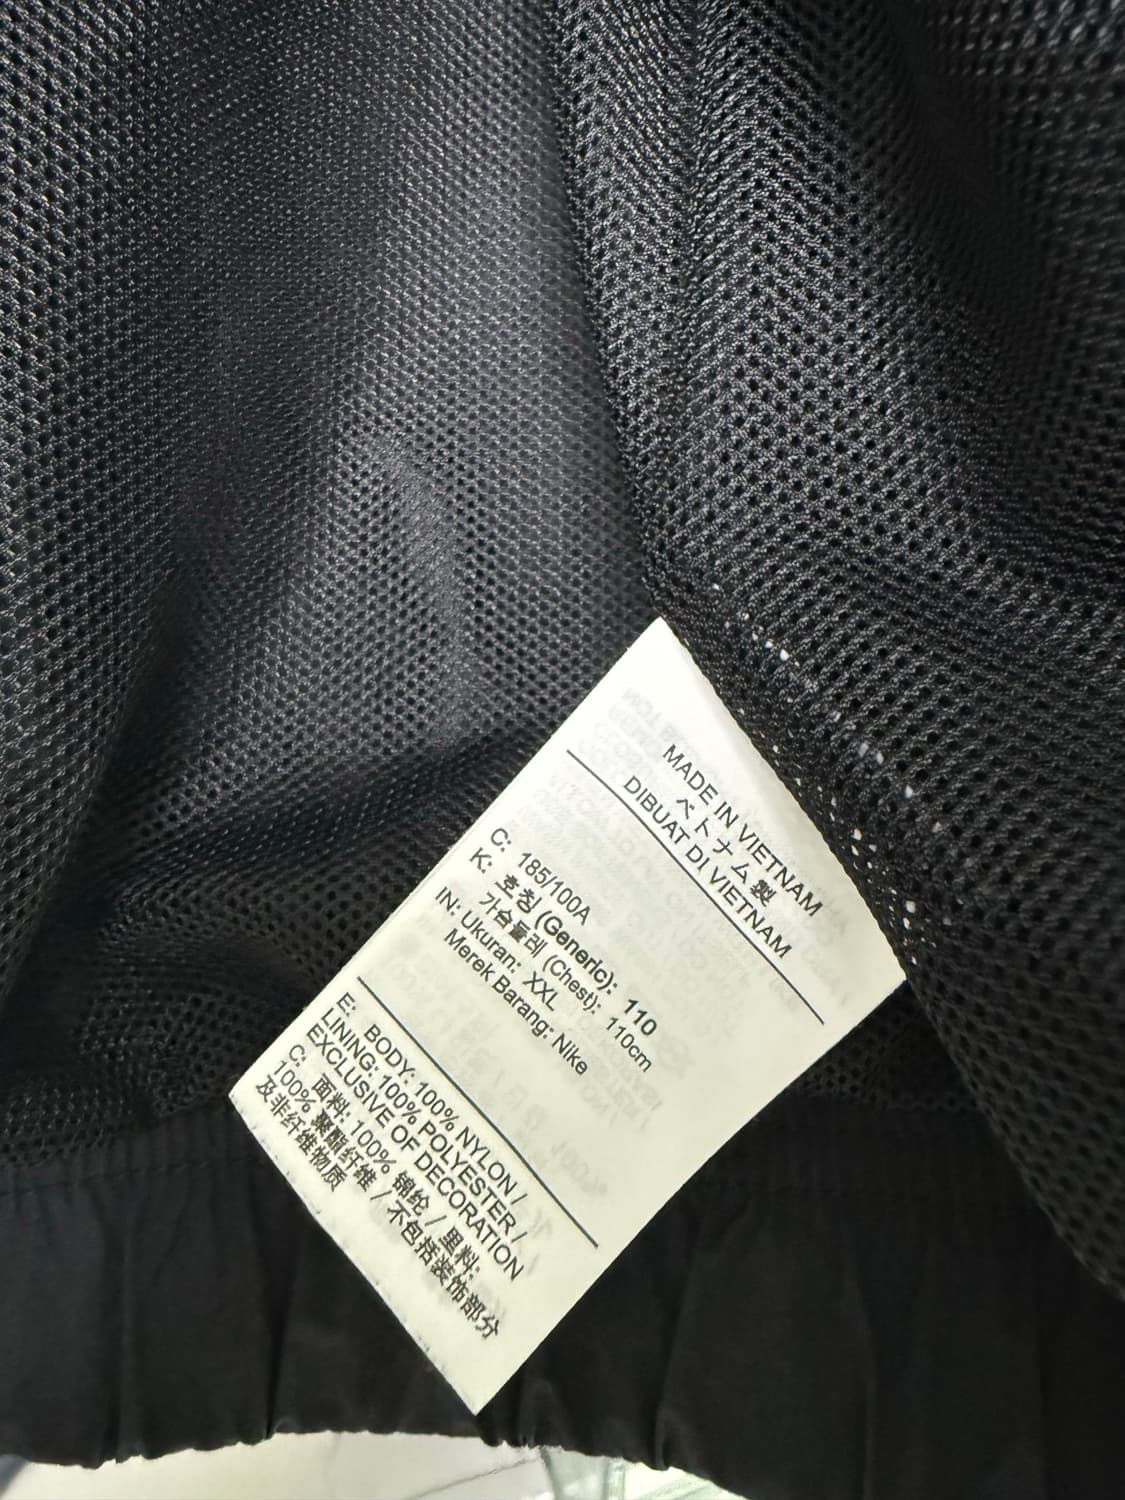 MADE IN VIETNAM
ベトナム製
DIBUAT DI VIETNAM
C: 185/100A
K: 호칭 (Generic): 110
가슴둘레 (Chest): 110cm
IN: Ukuran: XXL
Merek Barang: Nike
E: BODY: 100% NYLON /
LINING: 100% POLYESTER /
EXCLUSIVE OF DECORATION
C: 面料: 100% 锦纶 / 里料:
100% 聚酯纤维 / 不包括装饰部分
及非纤维物质